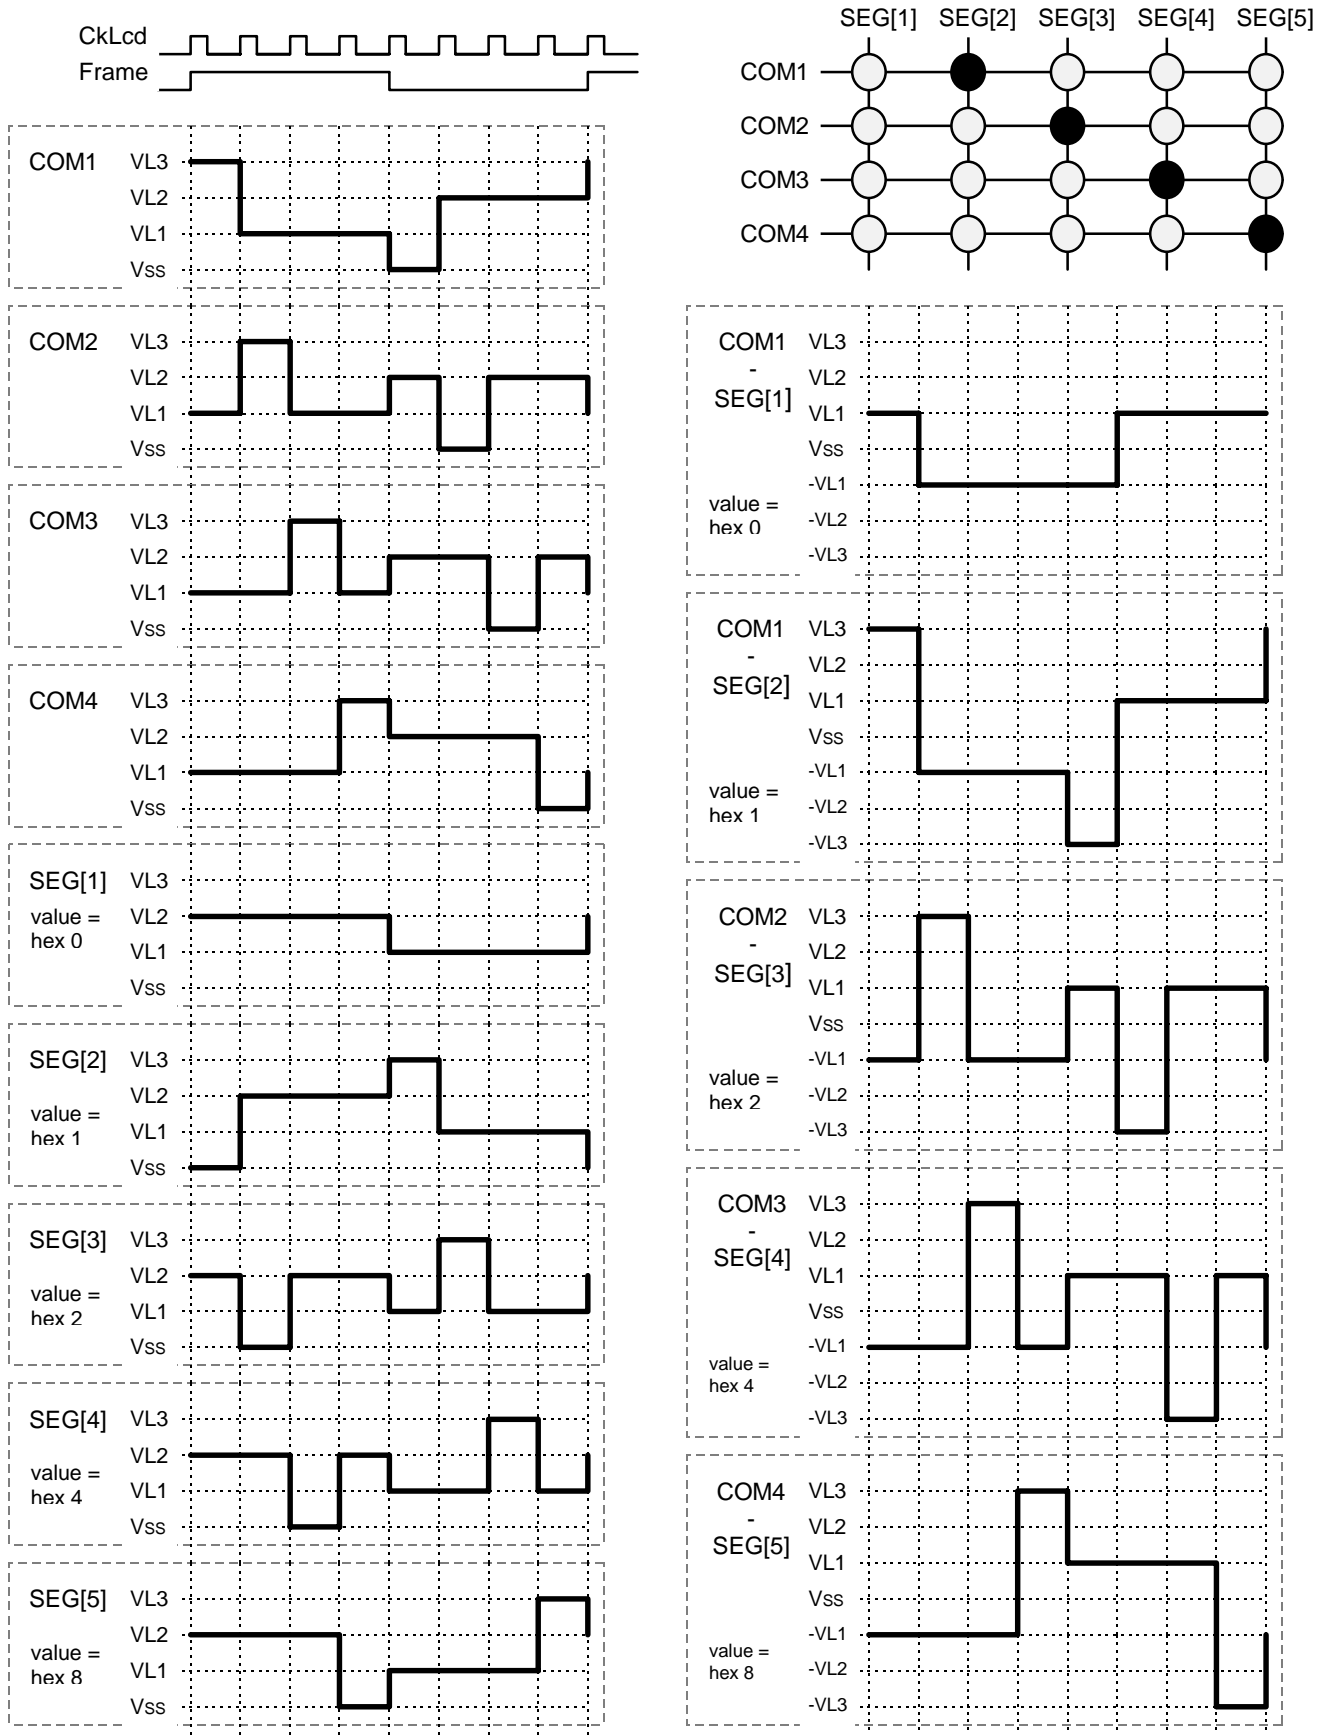 CkLcd
Frame
COM1
VL3
VL2
VL1
Vss
COM2
VL3
VL2
VL1
Vss
COM3
VL3
VL2
VL1
Vss
COM4
VL3
VL2
VL1
Vss
SEG[1]
value =
hex 0
VL3
VL2
VL1
Vss
SEG[2]
value =
hex 1
VL3
VL2
VL1
Vss
SEG[3]
value =
hex 2
VL3
VL2
VL1
Vss
SEG[4]
value =
hex 4
VL3
VL2
VL1
Vss
SEG[5]
value =
hex 8
VL3
VL2
VL1
Vss
SEG[1] SEG[2] SEG[3] SEG[4] SEG[5]
COM1
COM2
COM3
COM4
COM1
-
SEG[1]
value =
hex 0
VL3
VL2
VL1
Vss
-VL1
-VL2
-VL3
COM1
-
SEG[2]
value =
hex 1
VL3
VL2
VL1
Vss
-VL1
-VL2
-VL3
COM2
-
SEG[3]
value =
hex 2
VL3
VL2
VL1
Vss
-VL1
-VL2
-VL3
COM3
-
SEG[4]
value =
hex 4
VL3
VL2
VL1
Vss
-VL1
-VL2
-VL3
COM4
-
SEG[5]
value =
hex 8
VL3
VL2
VL1
Vss
-VL1
-VL2
-VL3